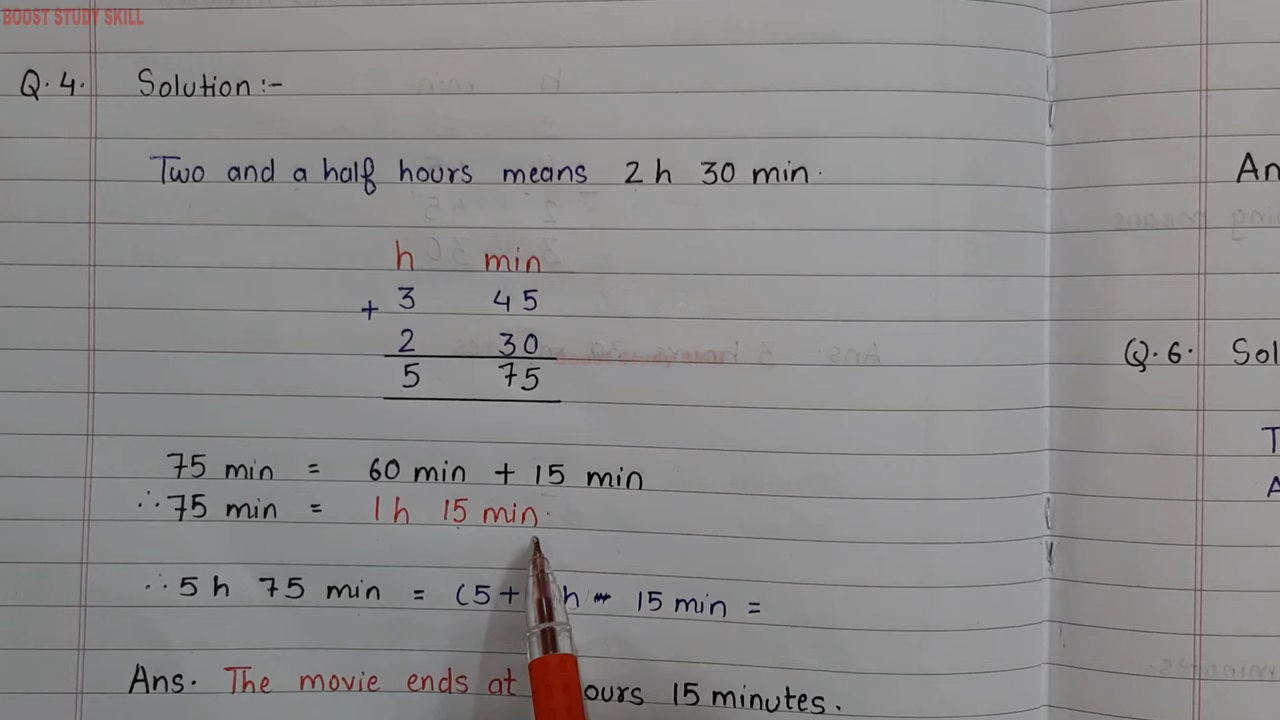 BOOST STUDY SKILL
Q.4. Solution :-
Two and a half hours means 2 h 30 min.
h min
+ 3 45
2 30
5 75
75 min = 60 min + 15 min
∴ 75 min = 1 h 15 min.
∴ 5 h 75 min = (5+ h 15 min =
Ans. The movie ends at ours 15 minutes.
An
Q.6. Sol
T
A